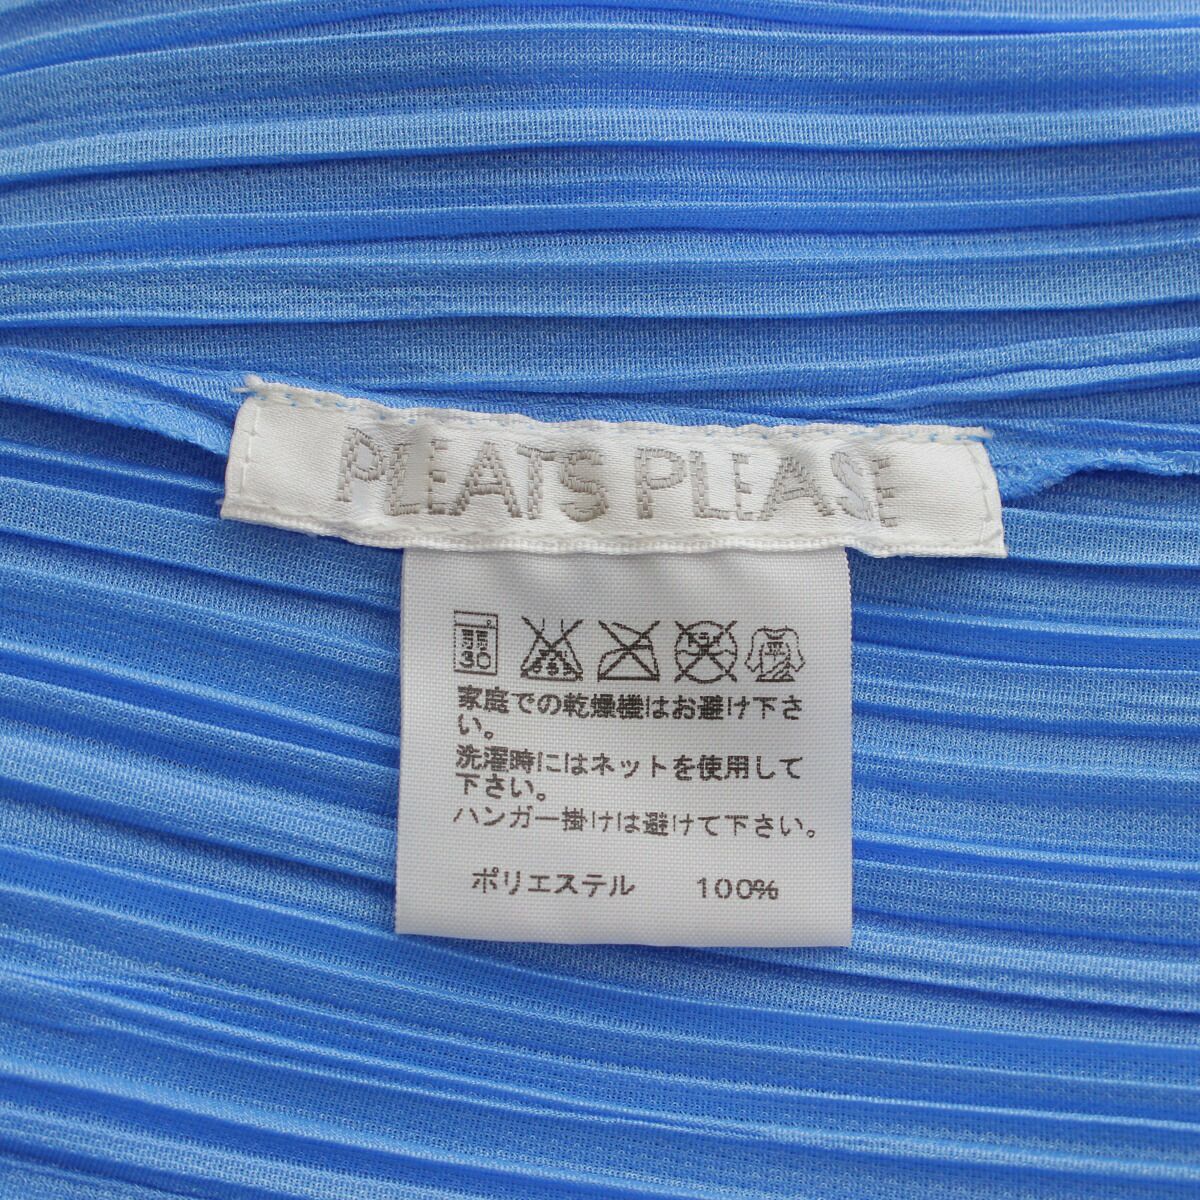 PLEATS PLEASE
弱
30
平
家庭での乾燥機はお避け下さ
い。
洗濯時にはネットを使用して
下さい。
ハンガー掛けは避けて下さい。
ポリエステル 100%